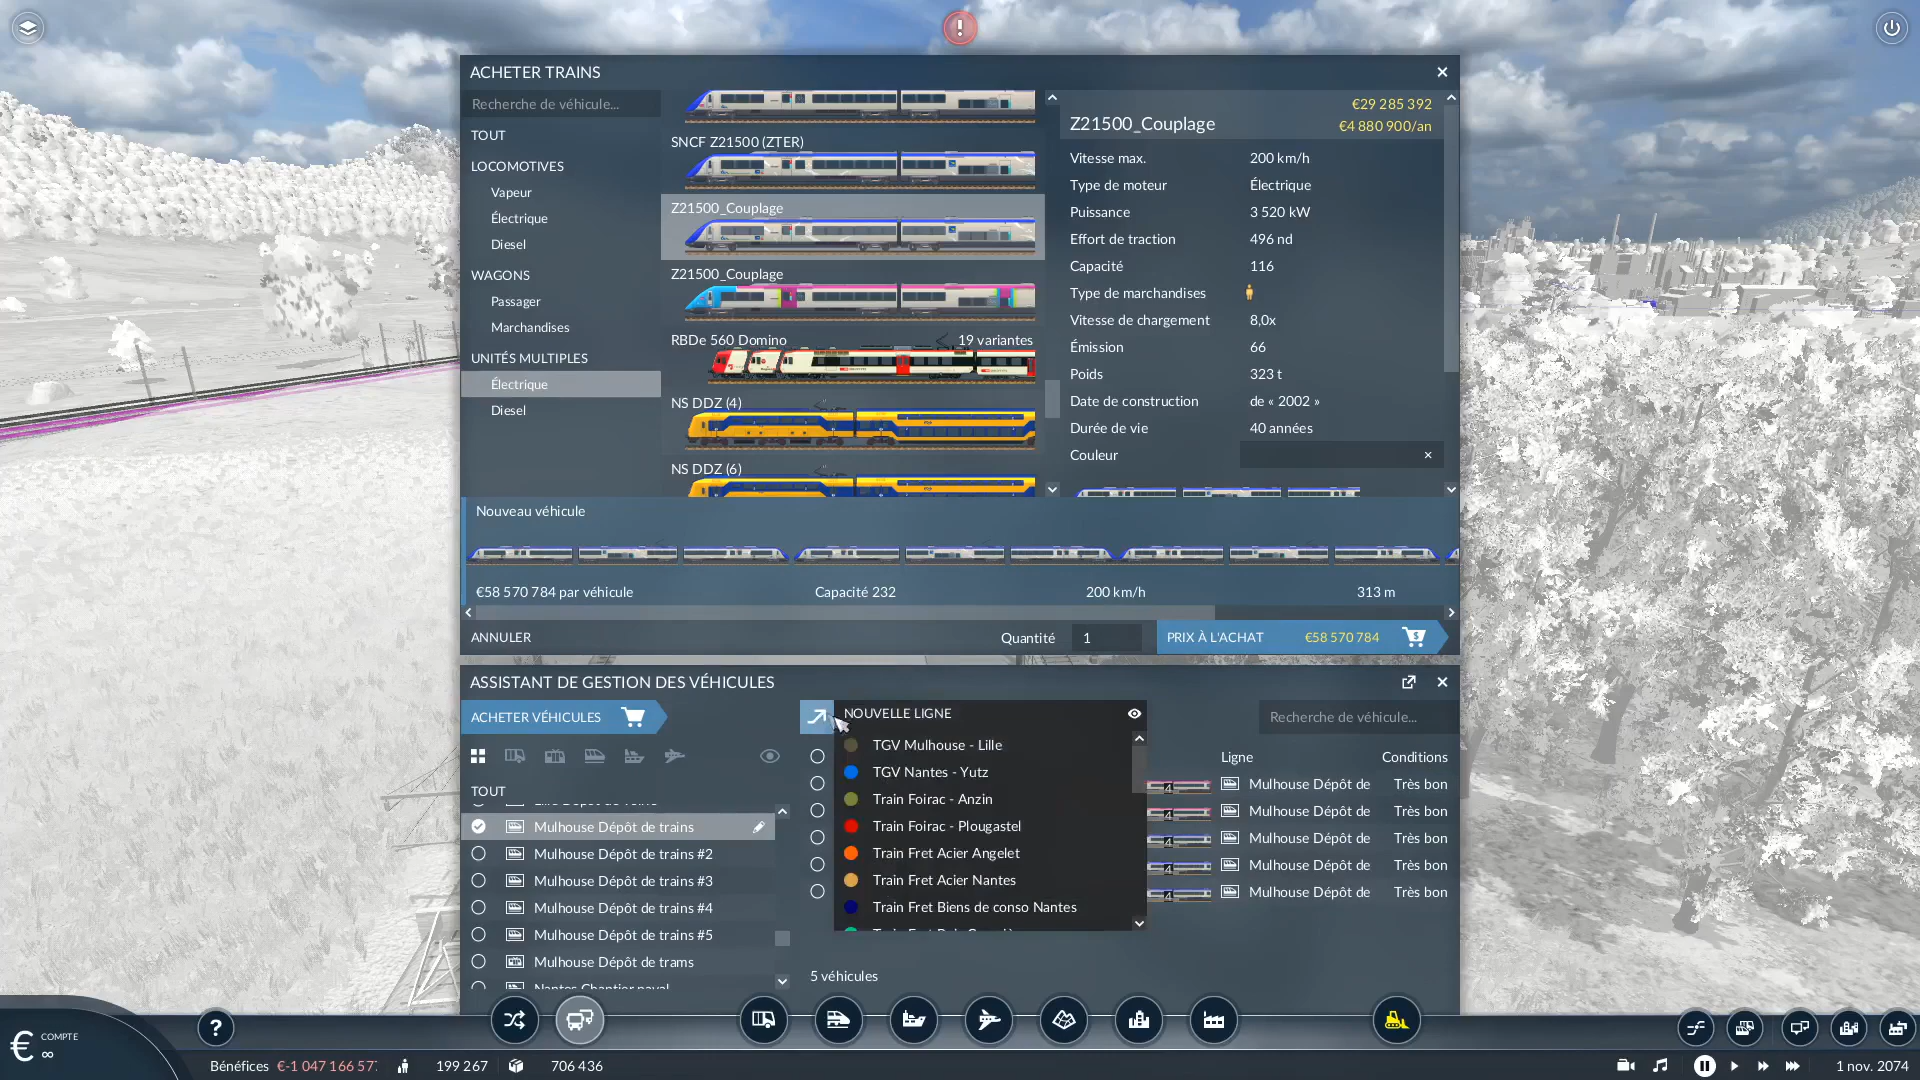 ACHETER TRAINS
Recherche de véhicule...
TOUT
LOCOMOTIVES
Vapeur
Électrique
Diesel
WAGONS
Passager
Marchandises
UNITÉS MULTIPLES
Électrique
Diesel
SNCF Z21500 (ZTER)
Z21500_Couplage
Z21500_Couplage
RBDe 560 Domino
19 variantes
NS DDZ (4)
NS DDZ (6)
€29 285 392
Z21500_Couplage
€4 880 900/an
Vitesse max. 200 km/h
Type de moteur Électrique
Puissance 3 520 kW
Effort de traction 496 nd
Capacité 116
Type de marchandises
Vitesse de chargement 8,0x
Émission 66
Poids 323 t
Date de construction de « 2002 »
Durée de vie 40 années
Couleur
Nouveau véhicule
€58 570 784 par véhicule Capacité 232 200 km/h 313 m
ANNULER
Quantité 1
PRIX À L'ACHAT €58 570 784
ASSISTANT DE GESTION DES VÉHICULES
ACHETER VÉHICULES
NOUVELLE LIGNE
Recherche de véhicule...
TOUT
Mulhouse Dépôt de trains
Mulhouse Dépôt de trains #2
Mulhouse Dépôt de trains #3
Mulhouse Dépôt de trains #4
Mulhouse Dépôt de trains #5
Mulhouse Dépôt de trams
Nantes Chantier naval
TGV Mulhouse - Lille
TGV Nantes - Yutz
Train Foirac - Anzin
Train Foirac - Plougastel
Train Fret Acier Angelet
Train Fret Acier Nantes
Train Fret Biens de conso Nantes
Ligne Conditions
Mulhouse Dépôt de Très bon
Mulhouse Dépôt de Très bon
Mulhouse Dépôt de Très bon
Mulhouse Dépôt de Très bon
Mulhouse Dépôt de Très bon
5 véhicules
€ COMPTE
∞
?
Bénéfices €-1 047 166 57
199 267
706 436
1 nov. 2074